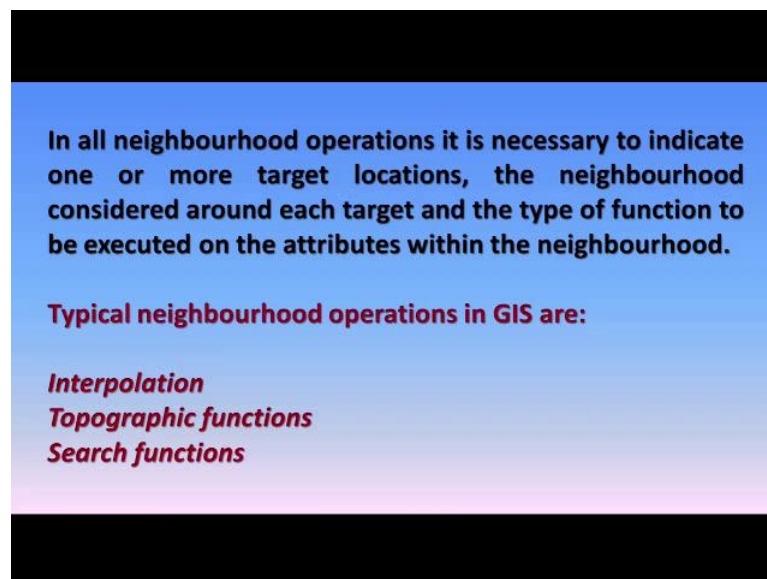 In all neighbourhood operations it is necessary to indicate
one or more target locations, the neighbourhood
considered around each target and the type of function to
be executed on the attributes within the neighbourhood.
Typical neighbourhood operations in GIS are:
Interpolation
Topographic functions
Search functions